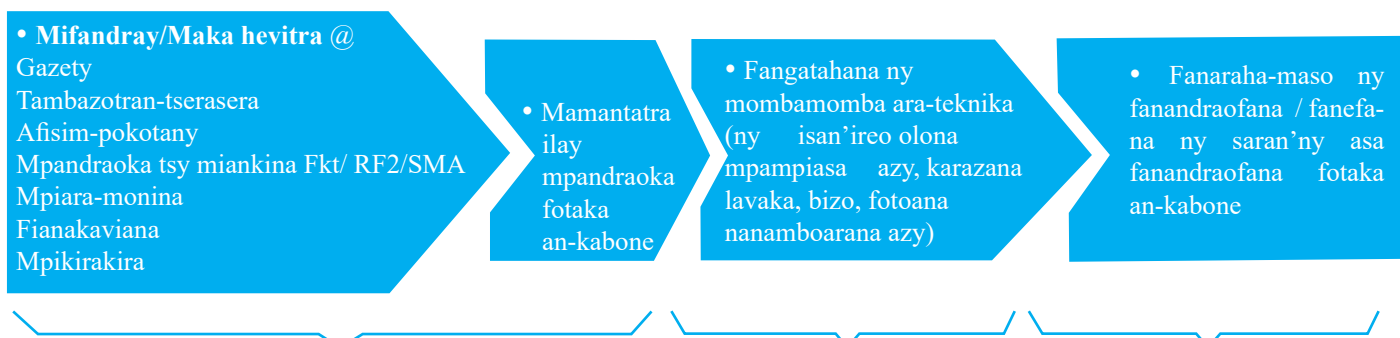 • Mifandray/Maka hevitra @
Gazety
Tambazotran-tserasera
Afisim-pokotany
Mpandraoka tsy miankina Fkt/ RF2/SMA
Mpiara-monina
Fianakaviana
Mpikirakira
• Mamantatra
ilay
mpandraoka
fotaka
an-kabone
• Fangatahana ny
mombamomba ara-teknika
(ny isan'ireo olona
mpampiasa azy, karazana
lavaka, bizo, fotoana
nanamboarana azy)
• Fanaraha-maso ny
fanandraofana / fanefa-
na ny saran'ny asa
fanandraofana fotaka
an-kabone